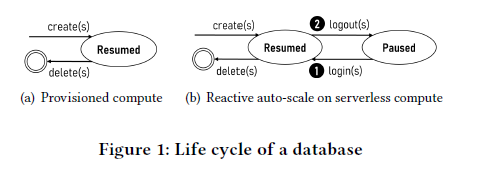 create(s)
Resumed
delete(s)
create(s)
Resumed
delete(s)
2 logout(s)
Paused
1 login(s)
(a) Provisioned compute
(b) Reactive auto-scale on serverless compute
Figure 1: Life cycle of a database